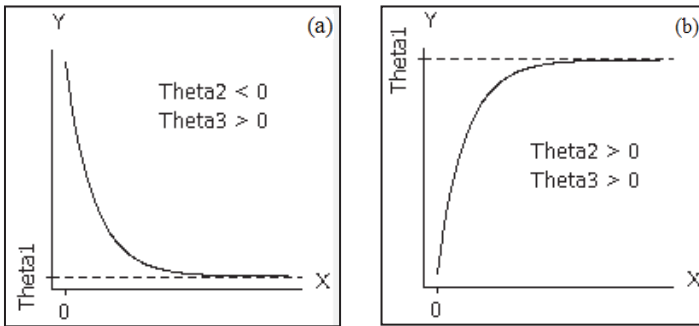 Y
(a)
Theta2 < 0
Theta3 > 0
Theta1
X
0
Y
(b)
Theta1
Theta2 > 0
Theta3 > 0
X
0